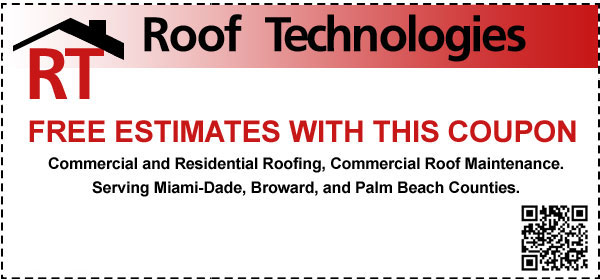 Roof Technologies
RT
FREE ESTIMATES WITH THIS COUPON
Commercial and Residential Roofing, Commercial Roof Maintenance.
Serving Miami-Dade, Broward, and Palm Beach Counties.